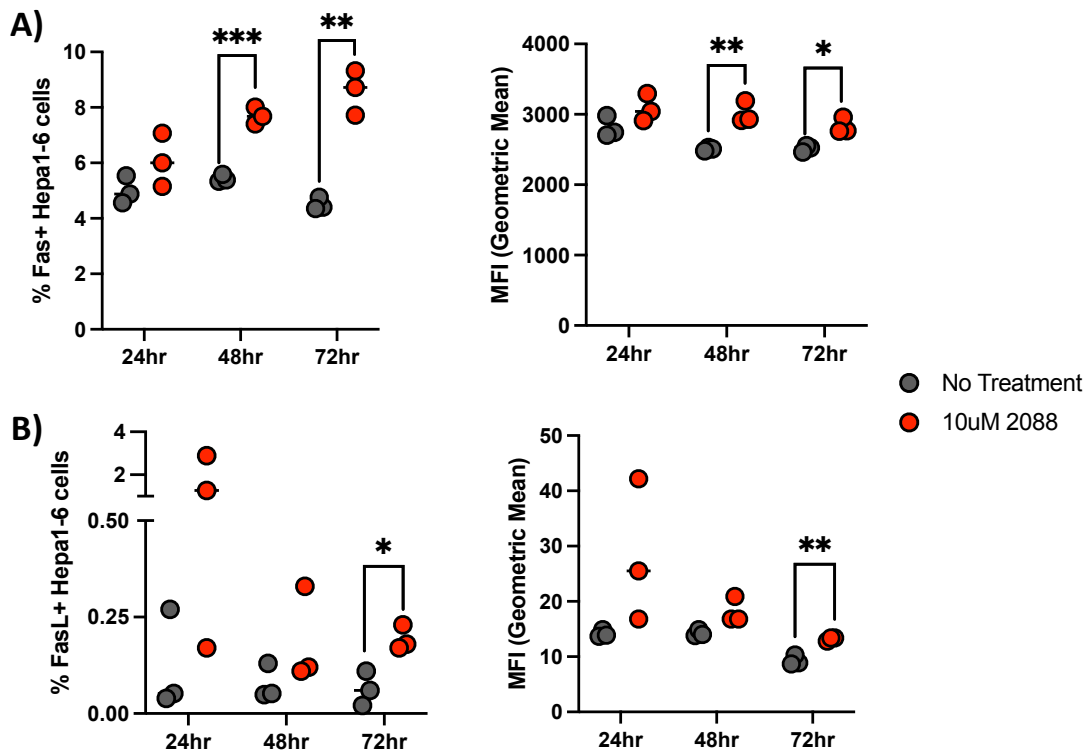 A)
% Fas+ Hepa1-6 cells
10
8
6
4
2
0
***
**
24hr
48hr
72hr
MFI (Geometric Mean)
4000
3000
2000
1000
0
**
*
24hr
48hr
72hr
No Treatment
10uM 2088
B)
% FasL+ Hepa1-6 cells
4
2
0.50
0.25
0.00
*
24hr
48hr
72hr
MFI (Geometric Mean)
50
40
30
20
10
0
**
24hr
48hr
72hr